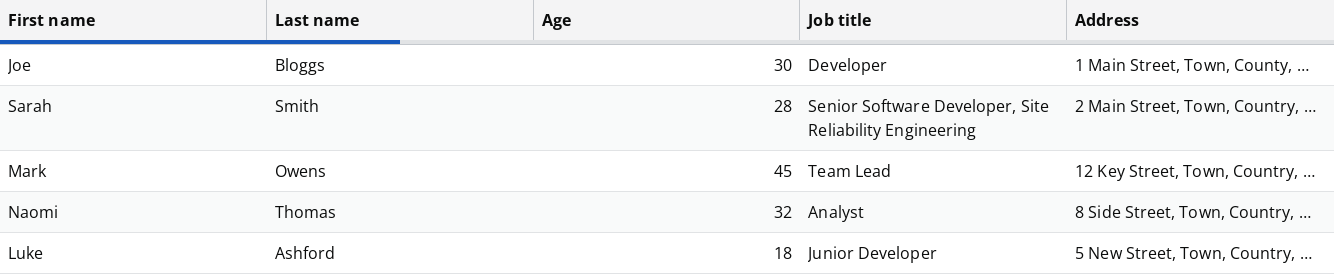 First name Last name Age Job title Address
Joe Bloggs 30 Developer 1 Main Street, Town, County, ...
Sarah Smith 28 Senior Software Developer, Site 2 Main Street, Town, Country, ...
Reliability Engineering
Mark Owens 45 Team Lead 12 Key Street, Town, Country, ...
Naomi Thomas 32 Analyst 8 Side Street, Town, Country, ...
Luke Ashford 18 Junior Developer 5 New Street, Town, Country, ...